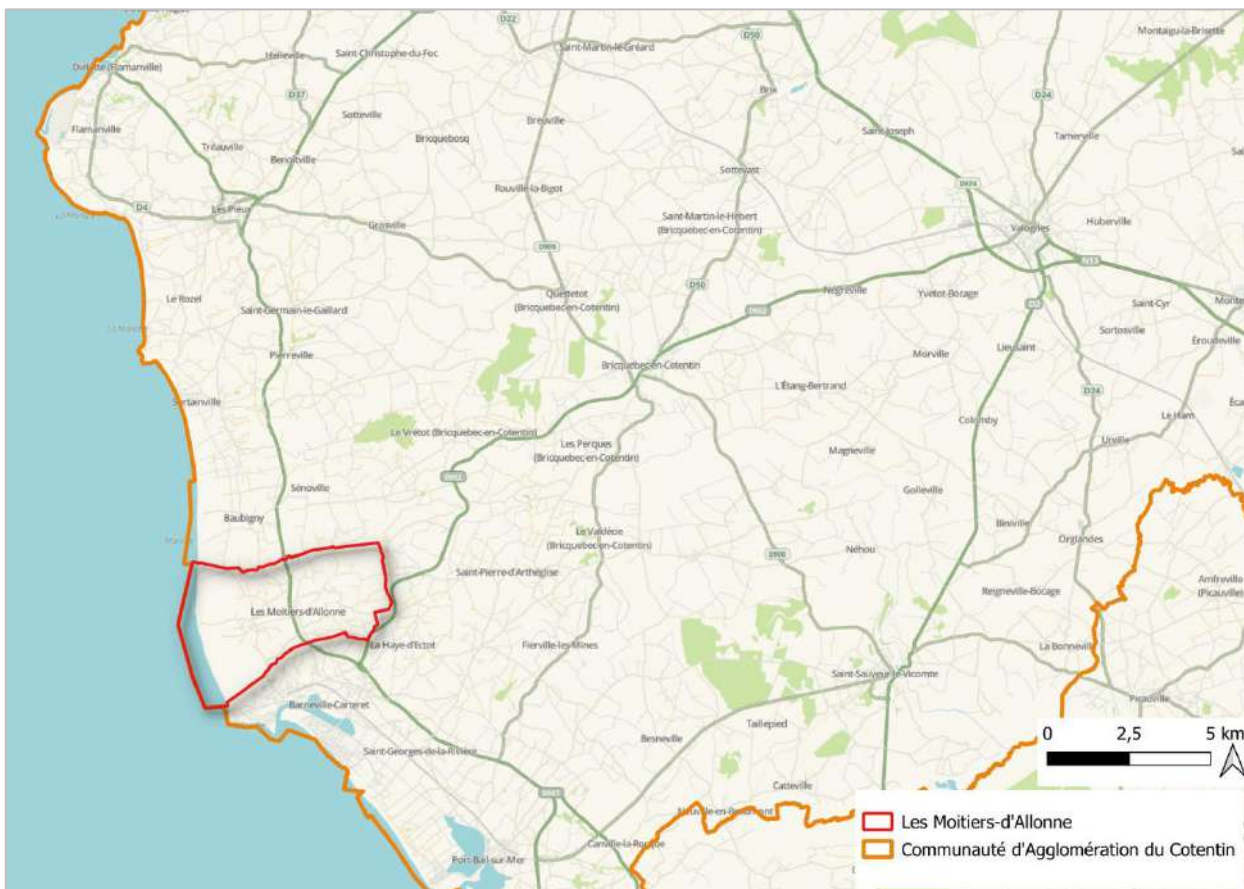 D22
Saint-Martin-le-Gréard
D50
Montaigu-la-Brisette
Helleville
Saint-Christophe-du-Foc
Diélette (Flamanville)
D37
Brix
D24
Sotteville
Breuville
Flamanville
Bricquebosq
Saint-Joseph
Tamerville
Tréauville
Benoîtville
Sottevast
Rauville-la-Bigot
D974
D4
Les Pieux
Grosville
Saint-Martin-le-Hébert
(Bricquebec-en-Cotentin)
Huberville
Valognes
D900
N13
D50
Quettetot
(Bricquebec-en-Cotentin)
D902
Négreville
Yvetot-Bocage
D2
Saint-Cyr
Le Rozel
Saint-Germain-le-Gaillard
Sortosville
Éroudeville
Lieusaint
Pierreville
Morville
Bricquebec-en-Cotentin
L'Étang-Bertrand
D24
Surtainville
Le Ham
Colomby
Le Vrétot (Bricquebec-en-Cotentin)
Les Perques
(Bricquebec-en-Cotentin)
Magneville
Urville
D902
Sénoville
Golleville
Baubigny
Biniville
Le Valdécie
(Bricquebec-en-Cotentin)
Orglandes
Néhou
D900
Saint-Pierre-d'Arthéglise
Reigneville-Bocage
Amfreville
(Picauville)
Les Moitiers-d'Allonne
La Haye-d'Ectot
Fierville-les-Mines
La Bonneville
Saint-Sauveur-le-Vicomte
Picauville
Barneville-Carteret
Taillepied
Besneville
Saint-Georges-de-la-Rivière
0 2,5 5 km
Catteville
Neuville-en-Beaumont
Canville-la-Rocque
Port-Bail-sur-Mer
Les Moitiers-d'Allonne
Communauté d'Agglomération du Cotentin